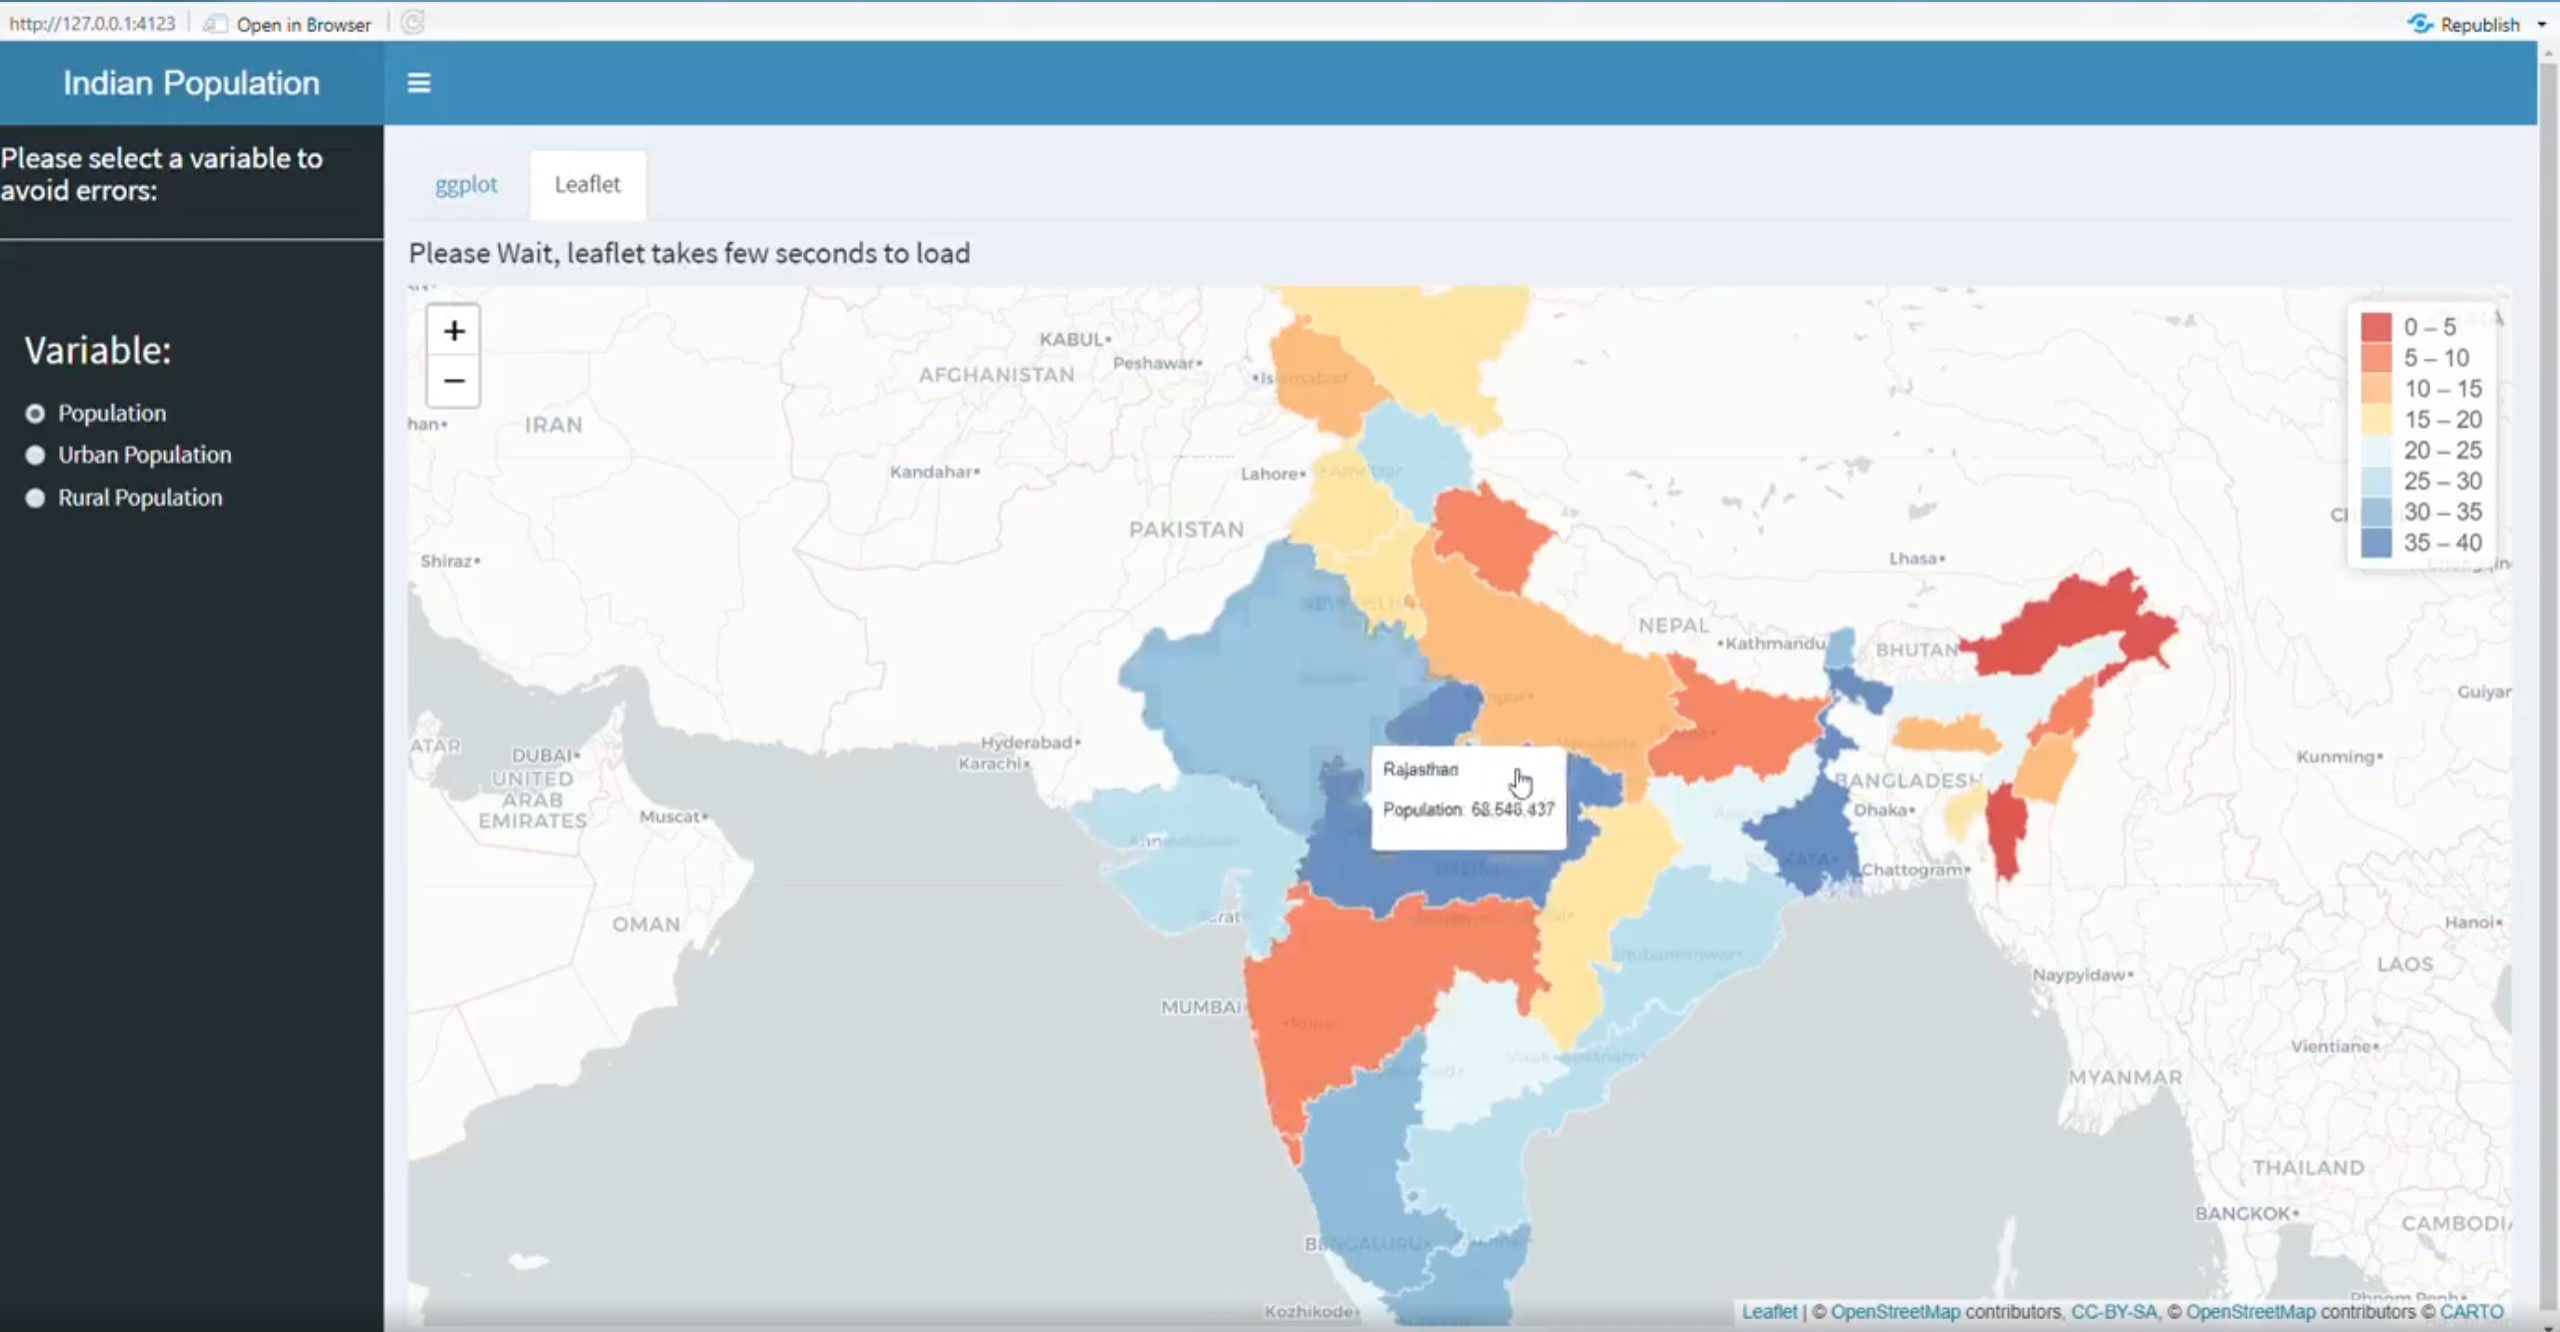 http://127.0.0.1:4123
Open in Browser
Republish
Indian Population
Please select a variable to
avoid errors:
Variable:
Population
Urban Population
Rural Population
ggplot
Leaflet
Please Wait, leaflet takes few seconds to load
+
−
0 – 5
5 – 10
10 – 15
15 – 20
20 – 25
25 – 30
30 – 35
35 – 40
KABUL
Peshawar
AFGHANISTAN
IRAN
Kandahar
Lahore
PAKISTAN
Shiraz
Lhasa
NEPAL
Kathmandu
BHUTAN
Hyderabad
Karachi
DUBAI
UNITED
ARAB
EMIRATES
Muscat
OMAN
Kunming
BANGLADESH
Dhaka
Chattogram
Rajasthan
Population: 68,548,437
MUMBAI
Hanoi
LAOS
Naypyidaw
Vientiane
MYANMAR
THAILAND
BANGKOK
BENGALURU
Kozhikode
Leaflet | © OpenStreetMap contributors, CC-BY-SA, © OpenStreetMap contributors © CARTO